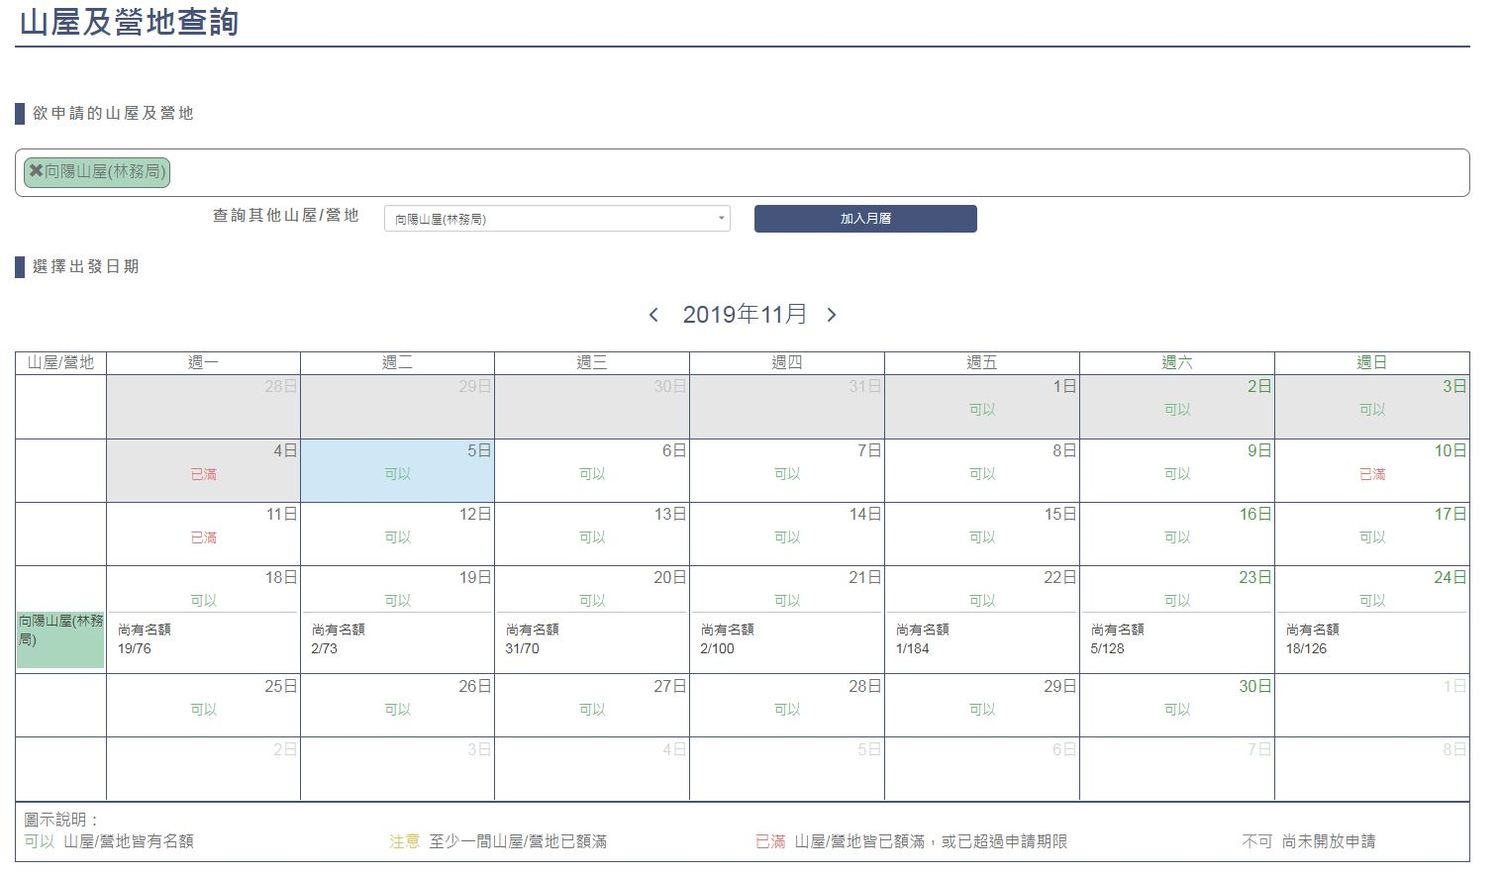 山屋及營地查詢
欲申請的山屋及營地
✖向陽山屋(林務局)
查詢其他山屋/營地 向陽山屋(林務局) 加入月曆
選擇出發日期
2019年11月
山屋/營地 週一 週二 週三 週四 週五 週六 週日
28日 29日 30日 31日 1日 2日 3日
可以 可以 可以
4日 5日 6日 7日 8日 9日 10日
已滿 可以 可以 可以 可以 可以 已滿
11日 12日 13日 14日 15日 16日 17日
已滿 可以 可以 可以 可以 可以 可以
18日 19日 20日 21日 22日 23日 24日
可以 可以 可以 可以 可以 可以 可以
向陽山屋(林務
局)
尚有名額 尚有名額 尚有名額 尚有名額 尚有名額 尚有名額 尚有名額
19/76 2/73 31/70 2/100 1/184 5/128 18/126
25日 26日 27日 28日 29日 30日 1日
可以 可以 可以 可以 可以 可以
2日 3日 4日 5日 6日 7日 8日
圖示說明：
可以 山屋/營地皆有名額 注意 至少一間山屋/營地已額滿 已滿 山屋/營地皆已額滿，或已超過申請期限 不可 尚未開放申請